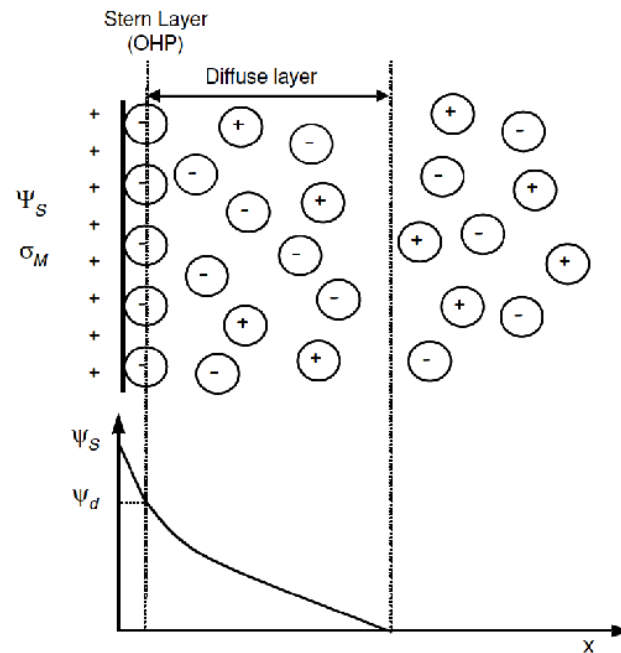 Stern Layer
(OHP)
Diffuse layer
+ - + + -
+ - - - -
+ - - + +
Ψ_S
+ - - + -
σ_M
+ - - - +
+ - + - + -
+ - - + -
ψ_S
ψ_d
x